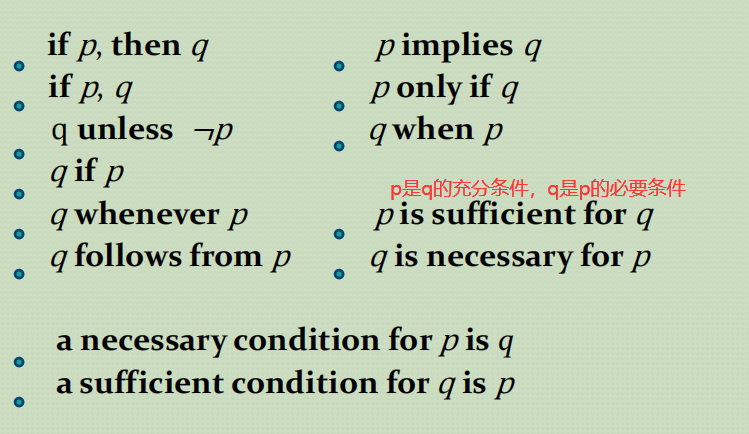 if p, then q
if p, q
q unless ¬p
q if p
q whenever p
q follows from p
p implies q
p only if q
q when p
p是q的充分条件，q是p的必要条件
p is sufficient for q
q is necessary for p
a necessary condition for p is q
a sufficient condition for q is p